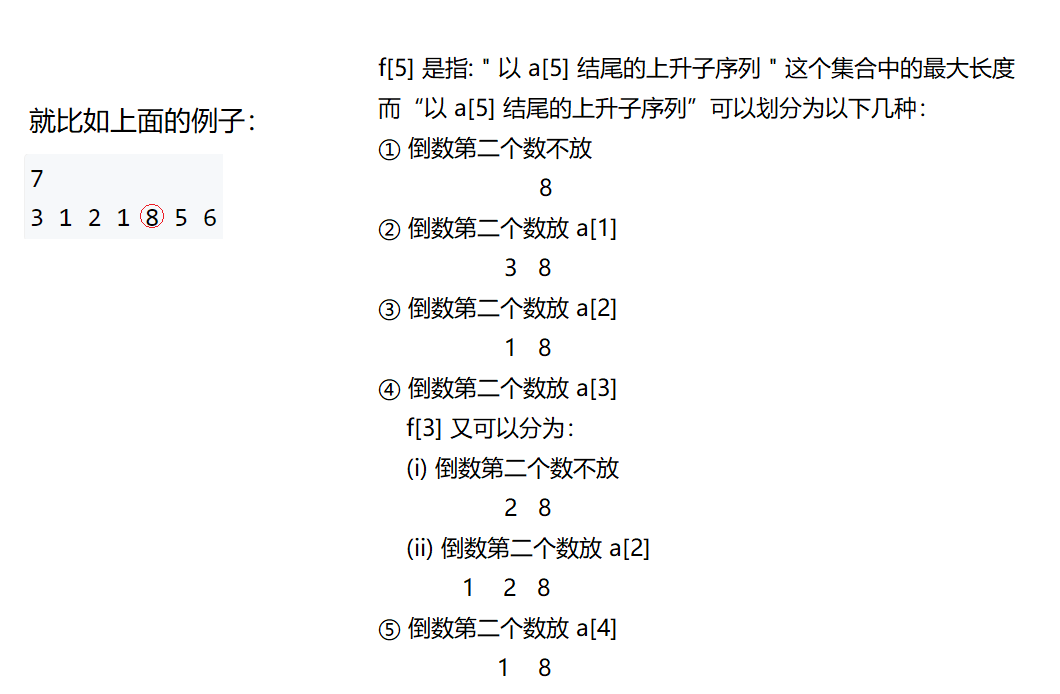 就比如上面的例子：
7
3 1 2 1 8 5 6
f[5] 是指: " 以 a[5] 结尾的上升子序列 " 这个集合中的最大长度
而“以 a[5] 结尾的上升子序列”可以划分为以下几种：
① 倒数第二个数不放
8
② 倒数第二个数放 a[1]
3 8
③ 倒数第二个数放 a[2]
1 8
④ 倒数第二个数放 a[3]
f[3] 又可以分为：
(i) 倒数第二个数不放
2 8
(ii) 倒数第二个数放 a[2]
1 2 8
⑤ 倒数第二个数放 a[4]
1 8